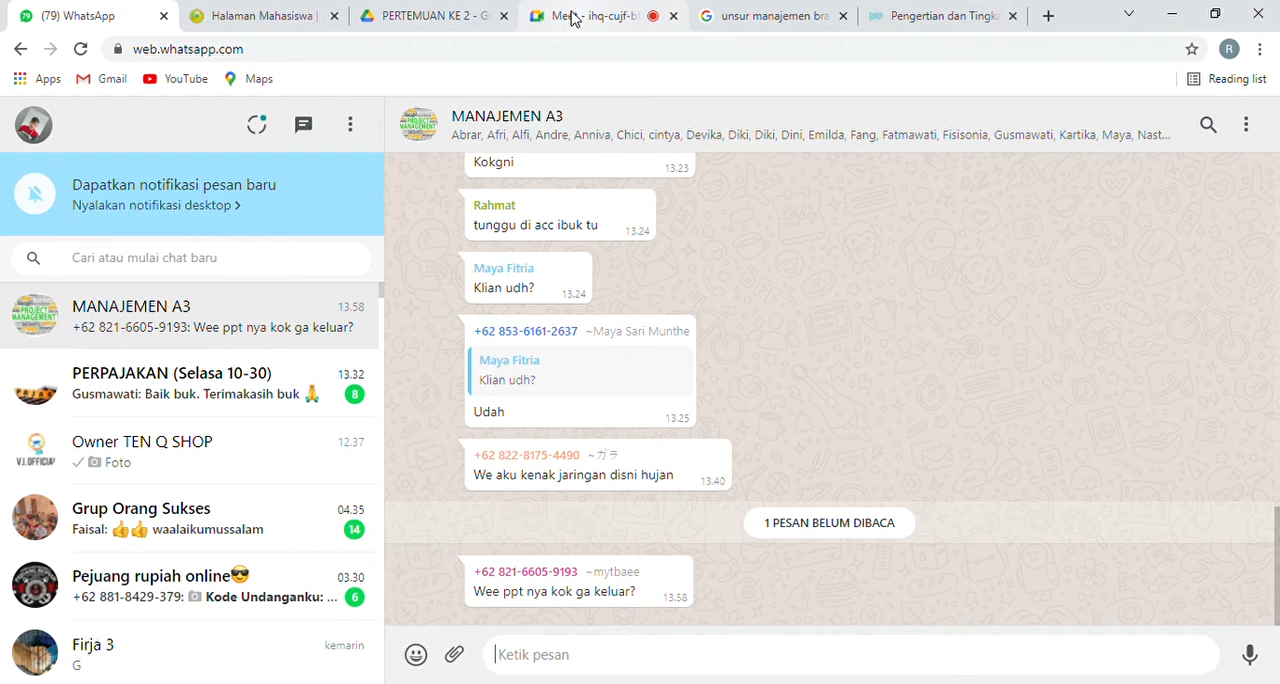 (79) WhatsApp
Halaman Mahasiswa |
PERTEMUAN KE 2 - G
Meet - ihq-cujf-b
unsur manajemen bra
Pengertian dan Tingka
web.whatsapp.com
R
Apps
Gmail
YouTube
Maps
Reading list
MANAJEMEN A3
Abrar, Afri, Alfi, Andre, Anniva, Chici, cintya, Devika, Diki, Diki, Dini, Emilda, Fang, Fatmawati, Fisisonia, Gusmawati, Kartika, Maya, Nast...
Dapatkan notifikasi pesan baru
Nyalakan notifikasi desktop >
Cari atau mulai chat baru
PROJECT
MANAGEMENT
MANAJEMEN A3
13.58
+62 821-6605-9193: Wee ppt nya kok ga keluar?
PERPAJAKAN (Selasa 10-30)
13.32
Gusmawati: Baik buk. Terimakasih buk 🙏
8
Owner TEN Q SHOP
12.37
Foto
V.I.OFFICIAL
Grup Orang Sukses
04.35
Faisal: 👍👍 waalaikumussalam
14
Pejuang rupiah online😎
03.30
+62 881-8429-379: Kode Undanganku: ...
6
Firja 3
kemarin
G
Kokgni
13.23
Rahmat
tunggu di acc ibuk tu
13.24
Maya Fitria
Klian udh?
13.24
+62 853-6161-2637 ~Maya Sari Munthe
Maya Fitria
Klian udh?
Udah
13.25
+62 822-8175-4490 ~ガラ
We aku kenak jaringan disni hujan
13.40
1 PESAN BELUM DIBACA
+62 821-6605-9193 ~mytbaee
Wee ppt nya kok ga keluar?
13.58
Ketik pesan